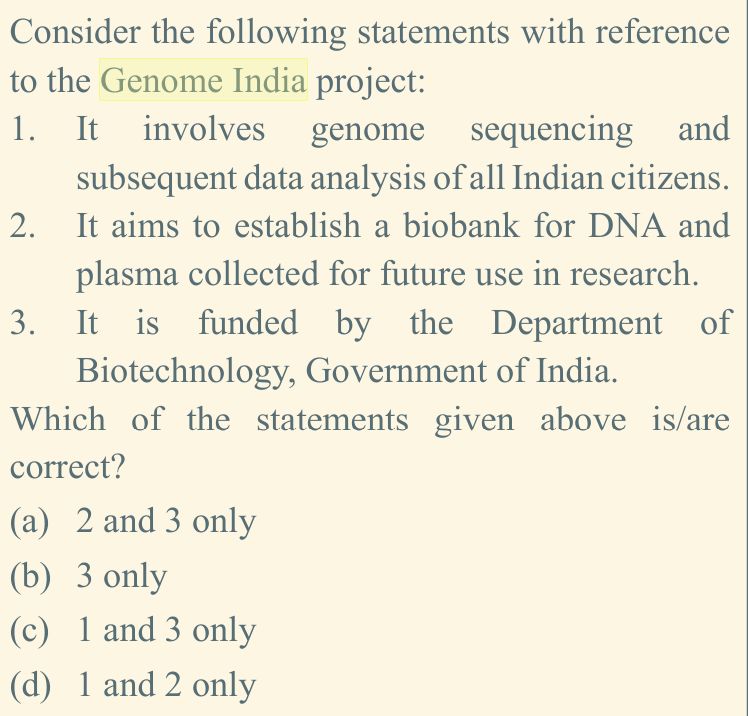 Consider the following statements with reference
to the Genome India project:
1. It involves genome sequencing and
subsequent data analysis of all Indian citizens.
2. It aims to establish a biobank for DNA and
plasma collected for future use in research.
3. It is funded by the Department of
Biotechnology, Government of India.
Which of the statements given above is/are
correct?
(a) 2 and 3 only
(b) 3 only
(c) 1 and 3 only
(d) 1 and 2 only